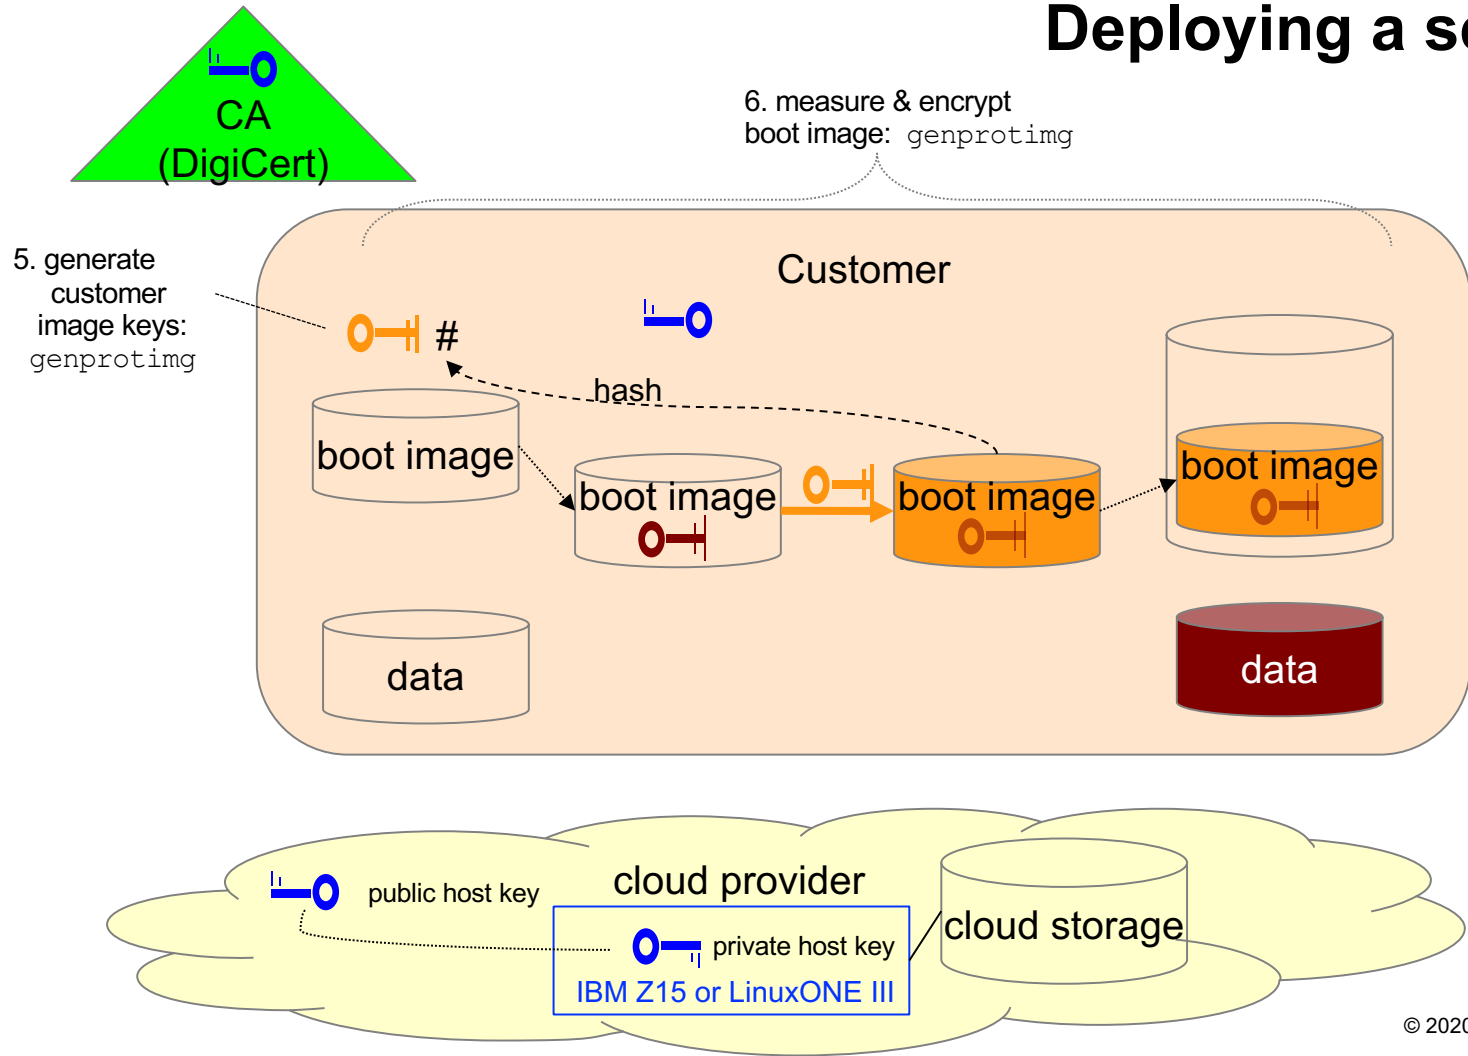 Deploying a se
CA
(DigiCert)
6. measure & encrypt
boot image: genprotimg
5. generate
customer
image keys:
genprotimg
Customer
#
hash
boot image
boot image
boot image
boot image
data
data
public host key
cloud provider
cloud storage
private host key
IBM Z15 or LinuxONE III
© 2020